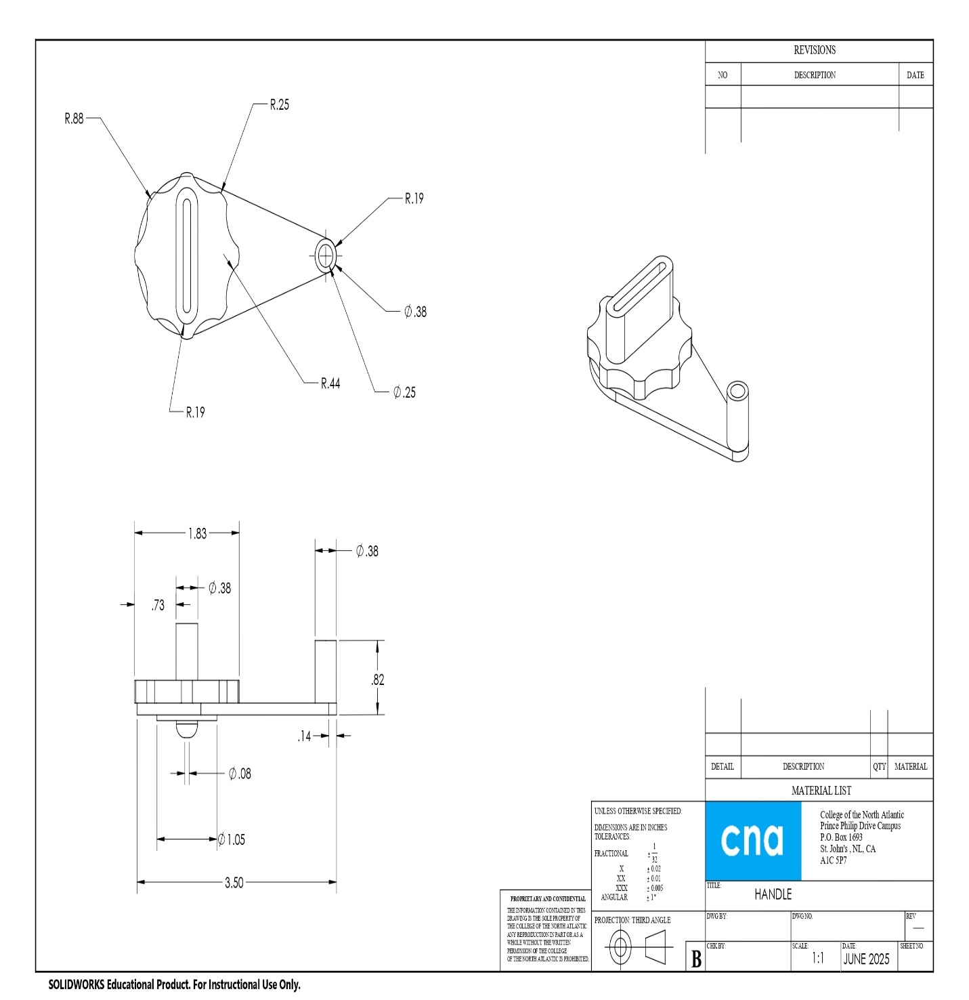 REVISIONS
NO DESCRIPTION DATE
R.88
R.25
R.19
Ø.38
R.44
Ø.25
R.19
1.83
Ø.38
Ø.38
.73
.82
.14
Ø.08
Ø1.05
3.50
DETAIL DESCRIPTION QTY MATERIAL
MATERIAL LIST
UNLESS OTHERWISE SPECIFIED:
DIMENSIONS ARE IN INCHES
TOLERANCES:
FRACTIONAL ± 1/32
X ± 0.02
XX ± 0.01
XXX ± 0.005
ANGULAR ± 1°
cna
College of the North Atlantic
Prince Philip Drive Campus
P.O. Box 1693
St. John's , NL, CA
A1C 5P7
TITLE:
HANDLE
PROPRIETARY AND CONFIDENTIAL
THE INFORMATION CONTAINED IN THIS
DRAWING IS THE SOLE PROPERTY OF
THE COLLEGE OF THE NORTH ATLANTIC.
ANY REPRODUCTION IN PART OR AS A
WHOLE WITHOUT THE WRITTEN
PERMISSION OF THE COLLEGE
OF THE NORTH ATLANTIC IS PROHIBITED.
PROJECTION: THIRD ANGLE
B
DWG BY: DWG NO. REV
—
CHK BY: SCALE: DATE: SHEET NO.
1:1 JUNE 2025
SOLIDWORKS Educational Product. For Instructional Use Only.